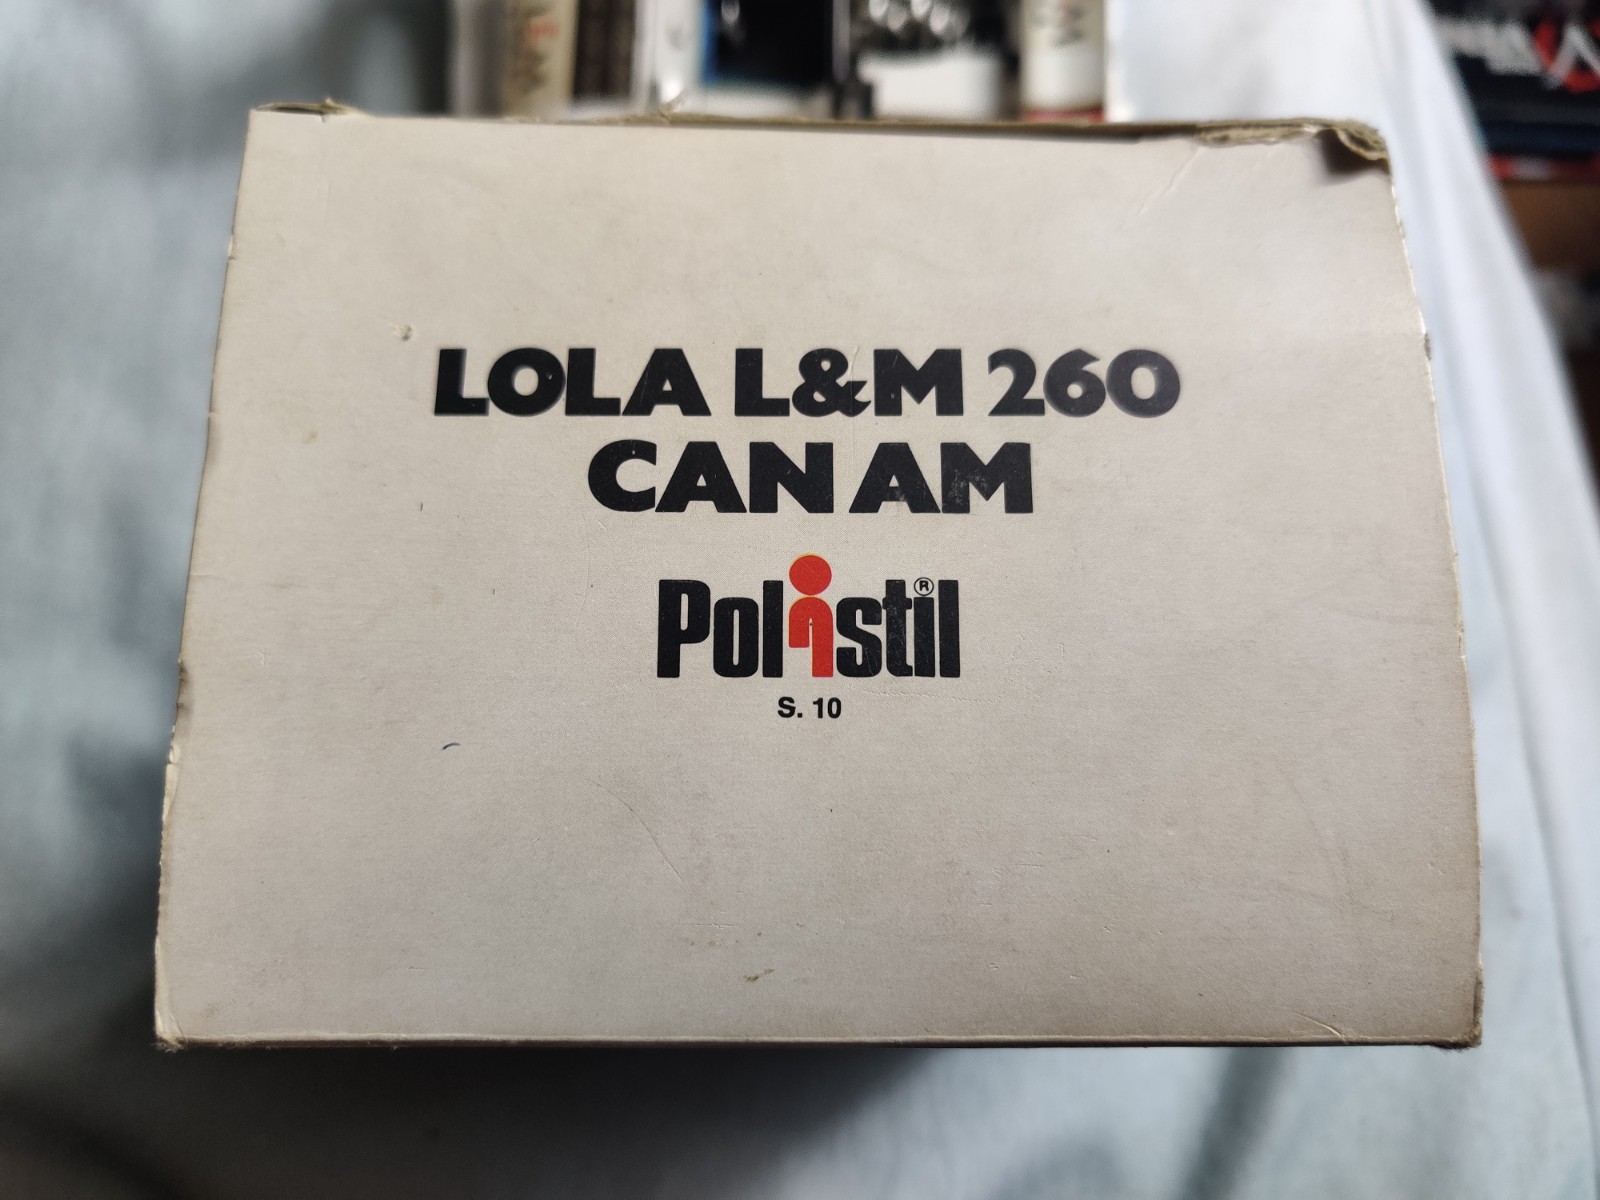 LOLA L&M 260
CAN AM
Polistil®
S. 10